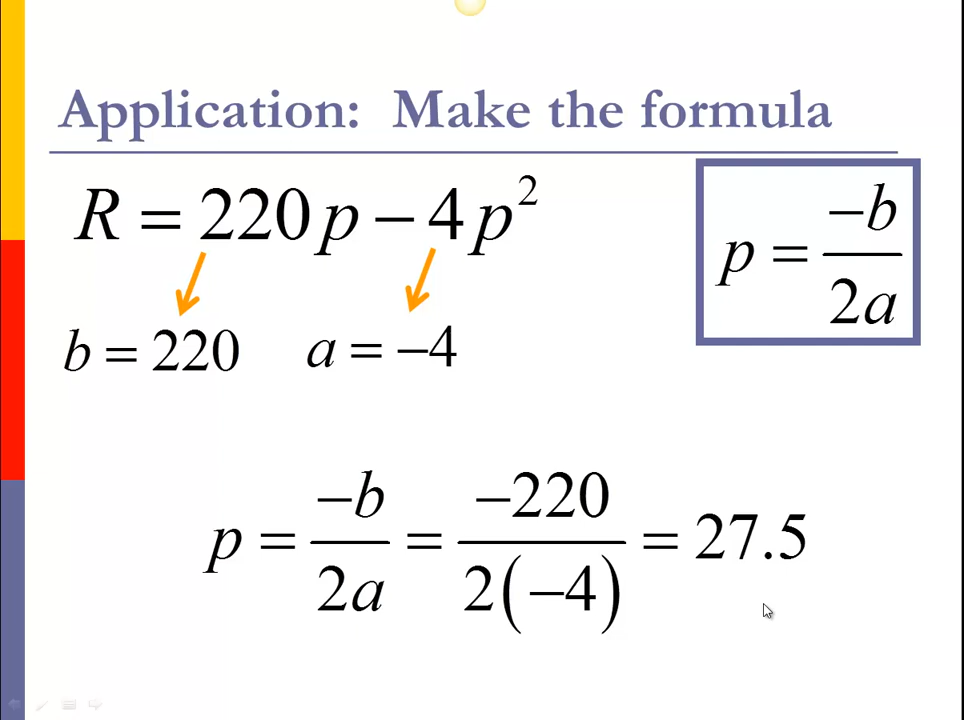 Application: Make the formula
R = 220p − 4p²
p = −b / 2a
b = 220 a = −4
p = −b / 2a = −220 / 2(−4) = 27.5